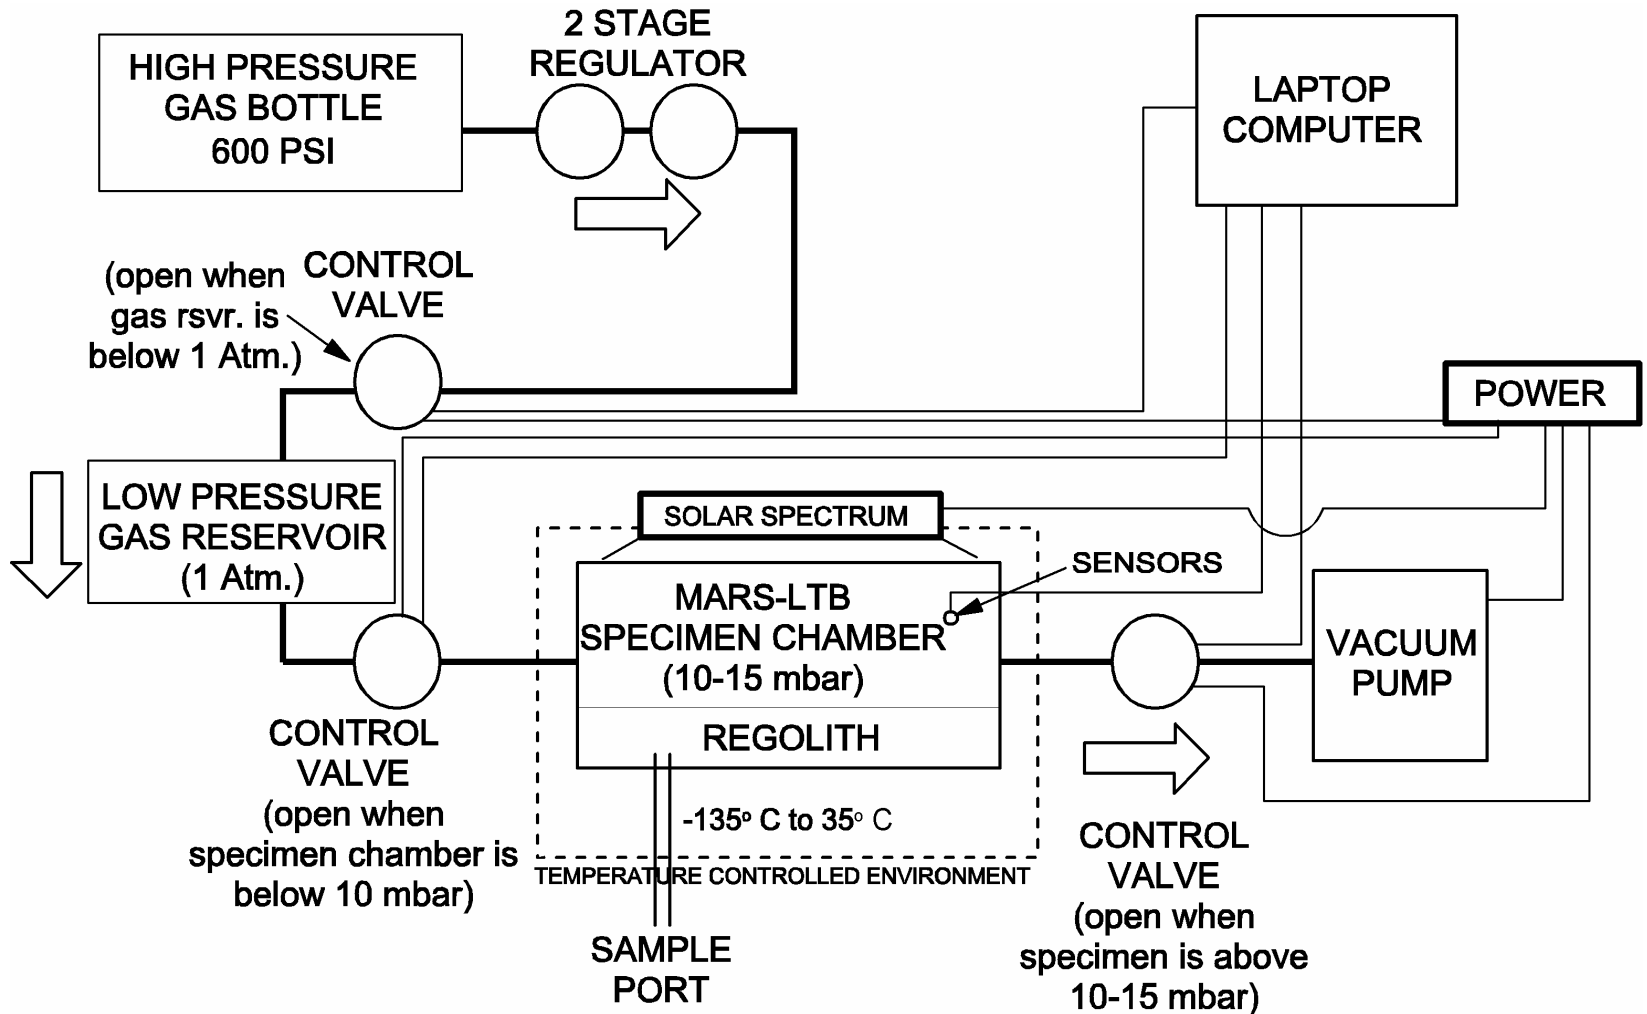 HIGH PRESSURE
GAS BOTTLE
600 PSI
2 STAGE
REGULATOR
LAPTOP
COMPUTER
(open when
gas rsvr. is
below 1 Atm.)
CONTROL
VALVE
POWER
LOW PRESSURE
GAS RESERVOIR
(1 Atm.)
SOLAR SPECTRUM
SENSORS
MARS-LTB
SPECIMEN CHAMBER
(10-15 mbar)
REGOLITH
VACUUM
PUMP
CONTROL
VALVE
(open when
specimen chamber is
below 10 mbar)
-135º C to 35º C
TEMPERATURE CONTROLLED ENVIRONMENT
SAMPLE
PORT
CONTROL
VALVE
(open when
specimen is above
10-15 mbar)